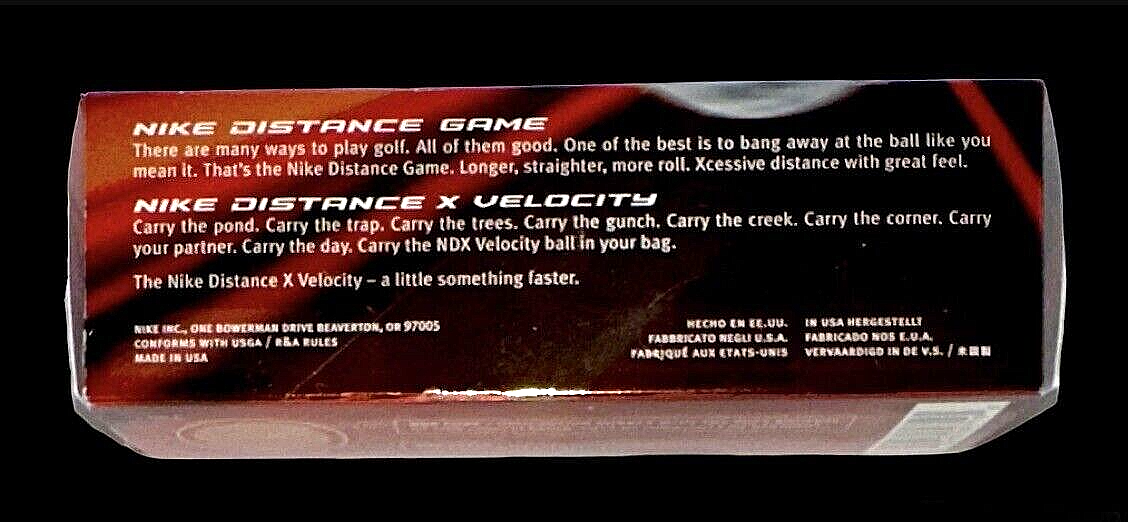 NIKE DISTANCE GAME
There are many ways to play golf. All of them good. One of the best is to bang away at the ball like you
mean it. That's the Nike Distance Game. Longer, straighter, more roll. Xcessive distance with great feel.
NIKE DISTANCE X VELOCITY
Carry the pond. Carry the trap. Carry the trees. Carry the gunch. Carry the creek. Carry the corner. Carry
your partner. Carry the day. Carry the NDX Velocity ball in your bag.
The Nike Distance X Velocity – a little something faster.
NIKE INC., ONE BOWERMAN DRIVE BEAVERTON, OR 97005
CONFORMS WITH USGA / R&A RULES
MADE IN USA
HECHO EN EE.UU. IN USA HERGESTELLT
FABBRICATO NEGLI U.S.A. FABRICADO NOS E.U.A.
FABRIQUÉ AUX ETATS-UNIS VERVAARDIGD IN DE V.S. / 米国製